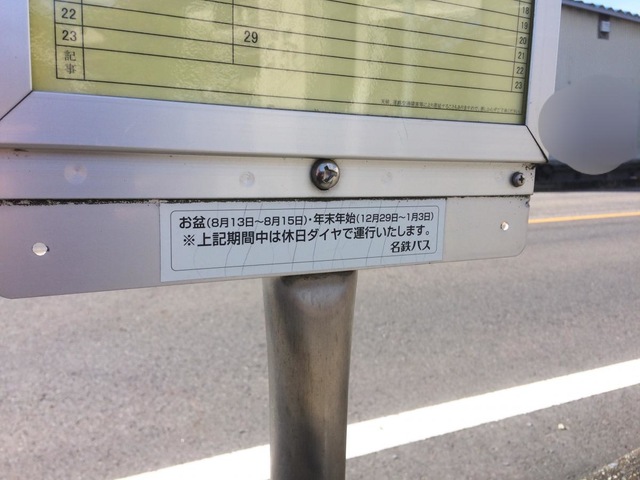 22
23
29
記事
18
19
20
21
22
23
お盆(8月13日~8月15日)・年末年始(12月29日~1月3日)
※上記期間中は休日ダイヤで運行いたします。
名鉄バス